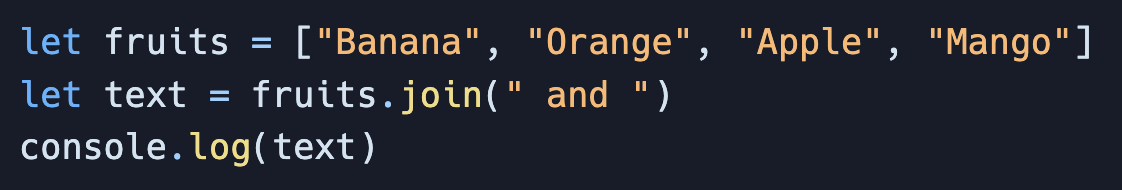 let fruits = ["Banana", "Orange", "Apple", "Mango"]
let text = fruits.join(" and ")
console.log(text)